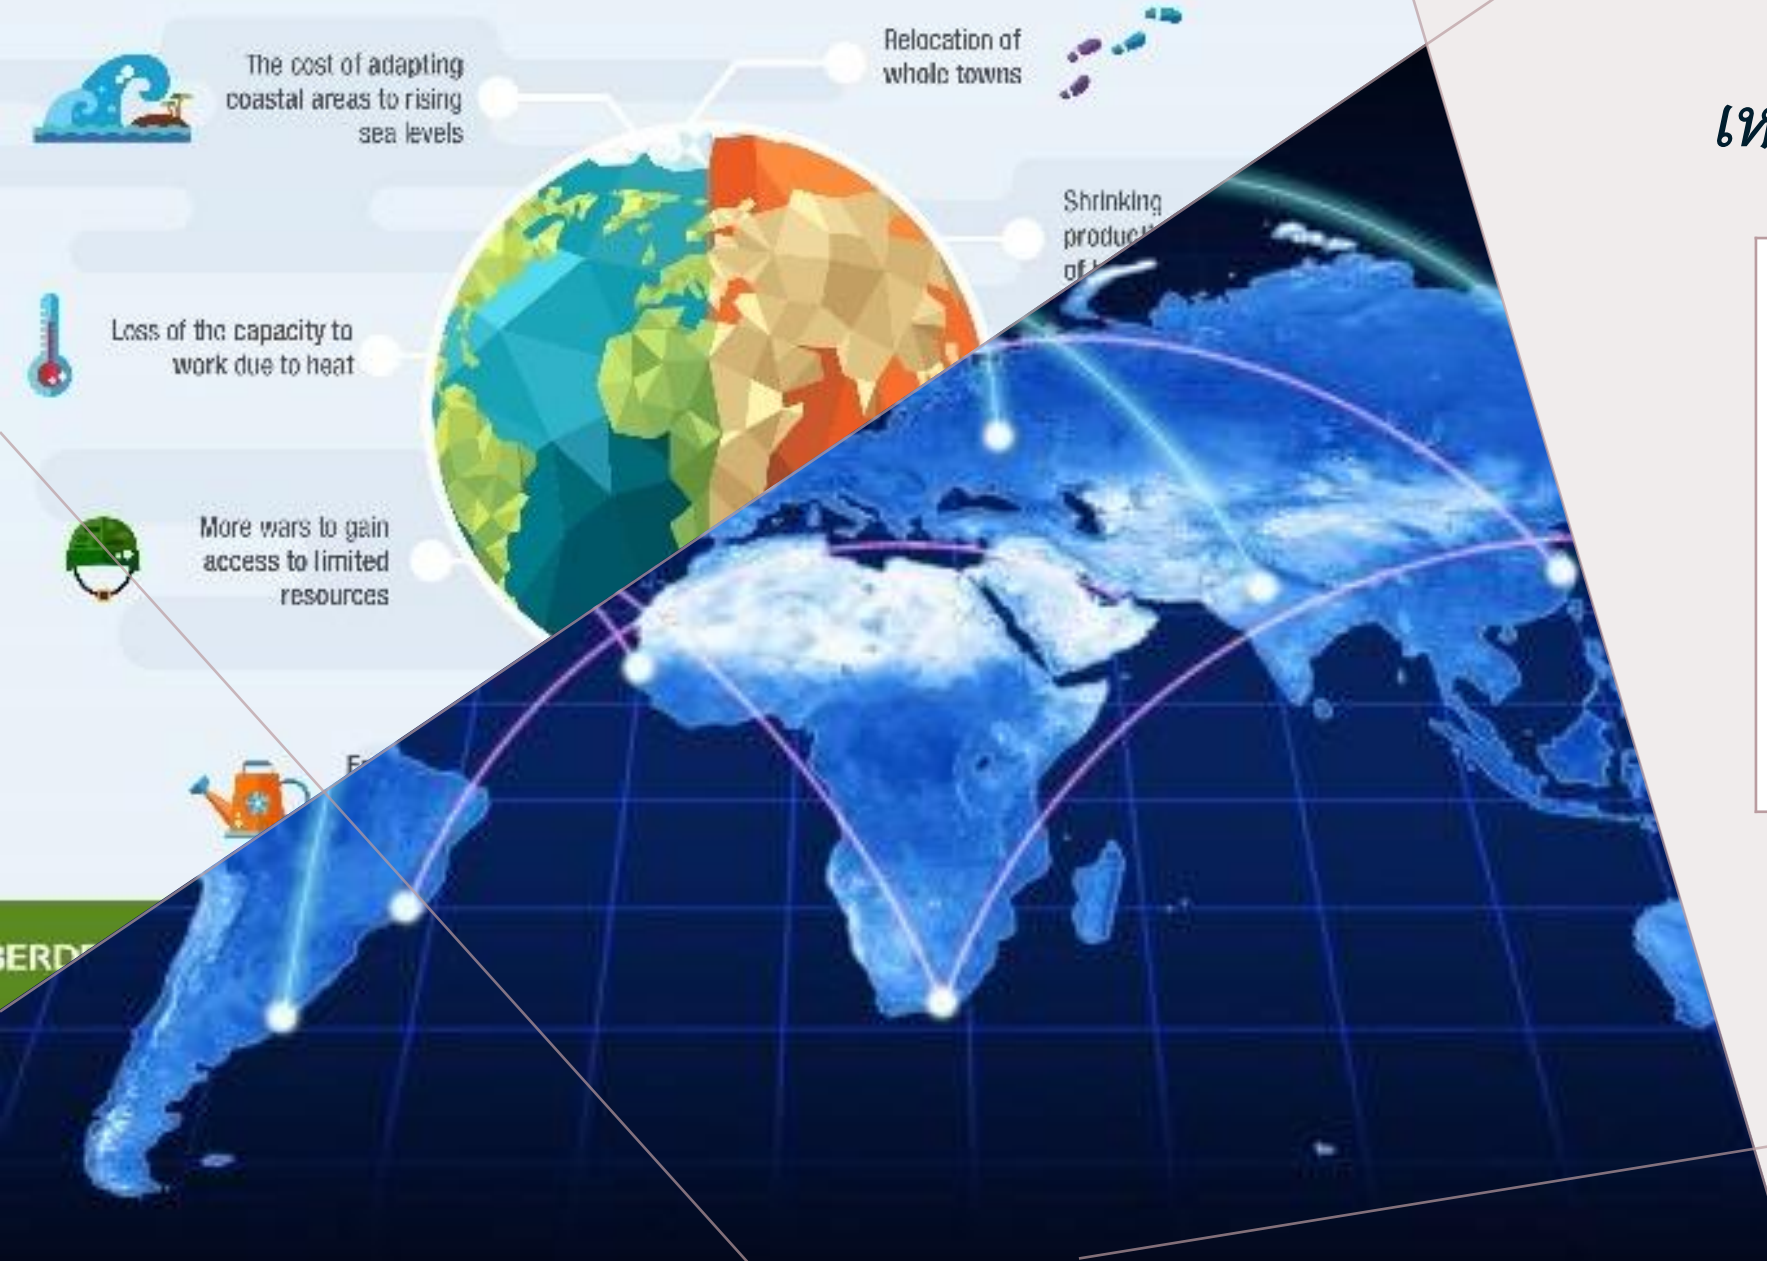 The cost of adapting
coastal areas to rising
sea levels
Relocation of
whole towns
Shrinking
of
Loss of the capacity to
work due to heat
More wars to gain
access to limited
resources